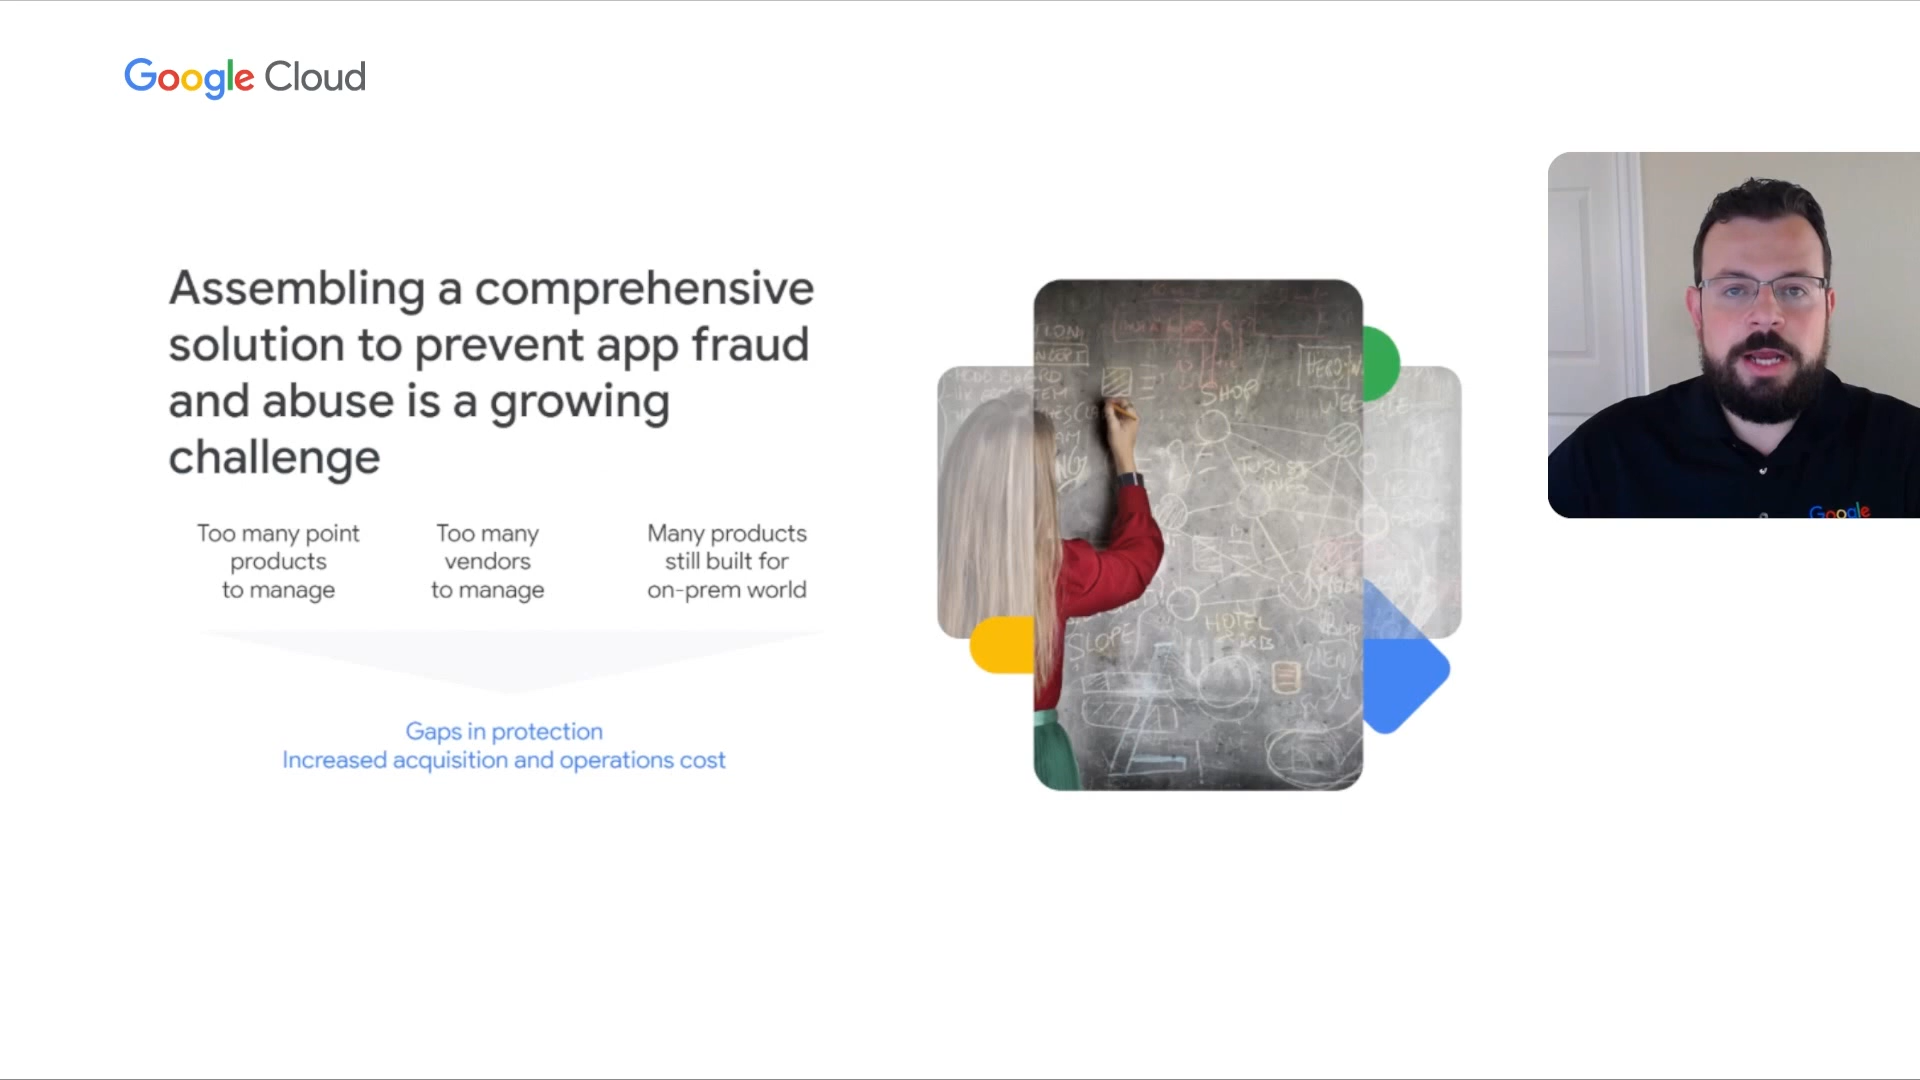 Google Cloud
Assembling a comprehensive
solution to prevent app fraud
and abuse is a growing
challenge
Too many point
products
to manage
Too many
vendors
to manage
Many products
still built for
on-prem world
Gaps in protection
Increased acquisition and operations cost
SHOP
HOTEL
SLOPE
Google